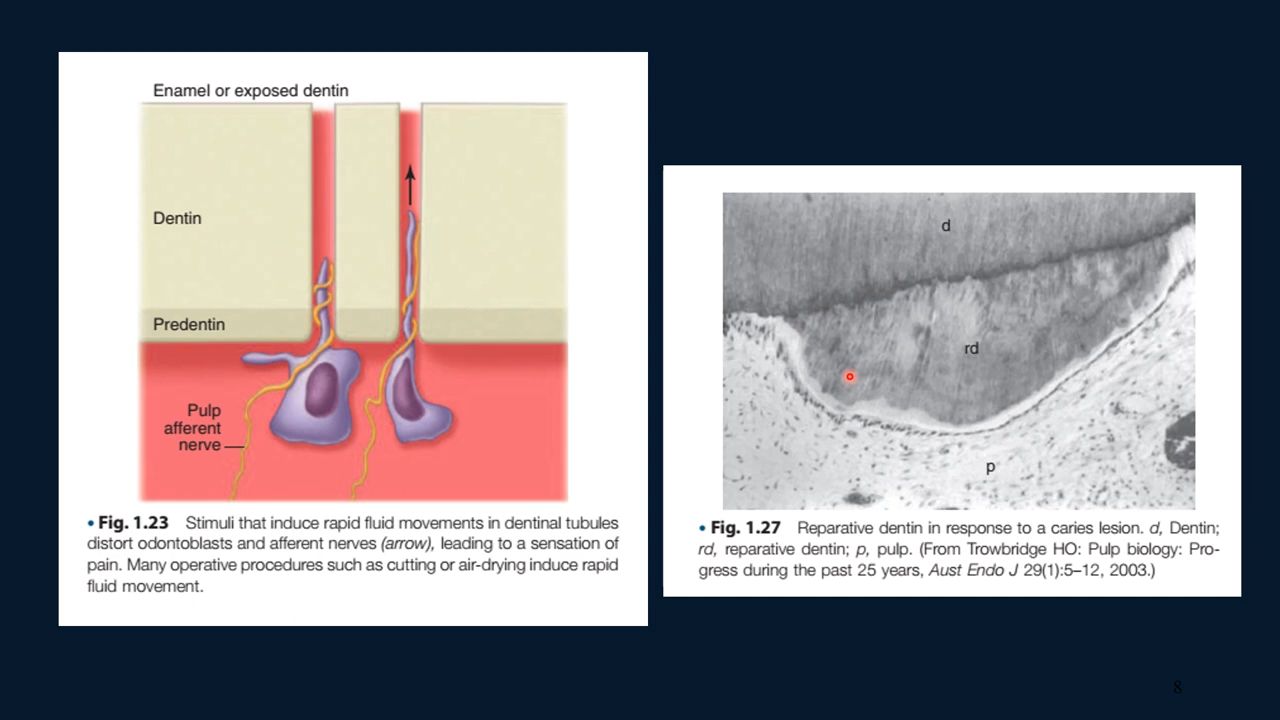 Enamel or exposed dentin
Dentin
Predentin
Pulp
afferent
nerve
• Fig. 1.23 Stimuli that induce rapid fluid movements in dentinal tubules
distort odontoblasts and afferent nerves (arrow), leading to a sensation of
pain. Many operative procedures such as cutting or air-drying induce rapid
fluid movement.
d
rd
p
• Fig. 1.27 Reparative dentin in response to a caries lesion. d, Dentin;
rd, reparative dentin; p, pulp. (From Trowbridge HO: Pulp biology: Pro-
gress during the past 25 years, Aust Endo J 29(1):5–12, 2003.)
8